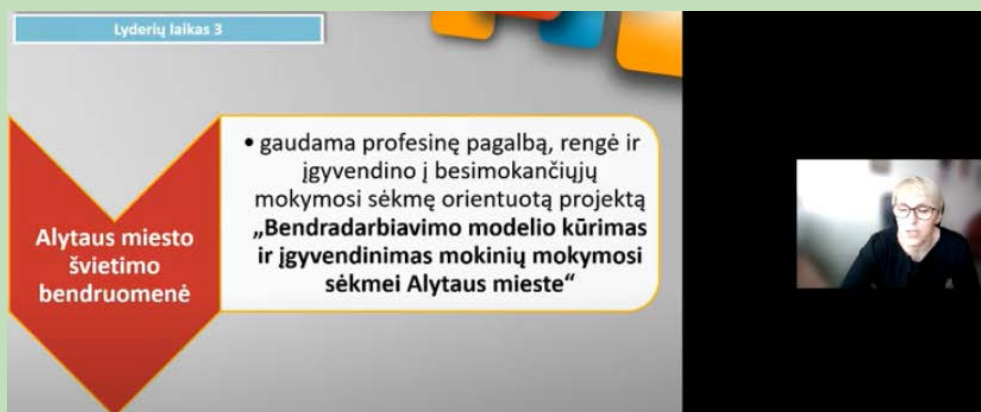 Lyderių laikas 3
Alytaus miesto
švietimo
bendruomenė
• gaudama profesinę pagalbą, rengė ir
įgyvendino į besimokančiųjų
mokymosi sėkmę orientuotą projektą
„Bendradarbiavimo modelio kūrimas
ir įgyvendinimas mokinių mokymosi
sėkmei Alytaus mieste“